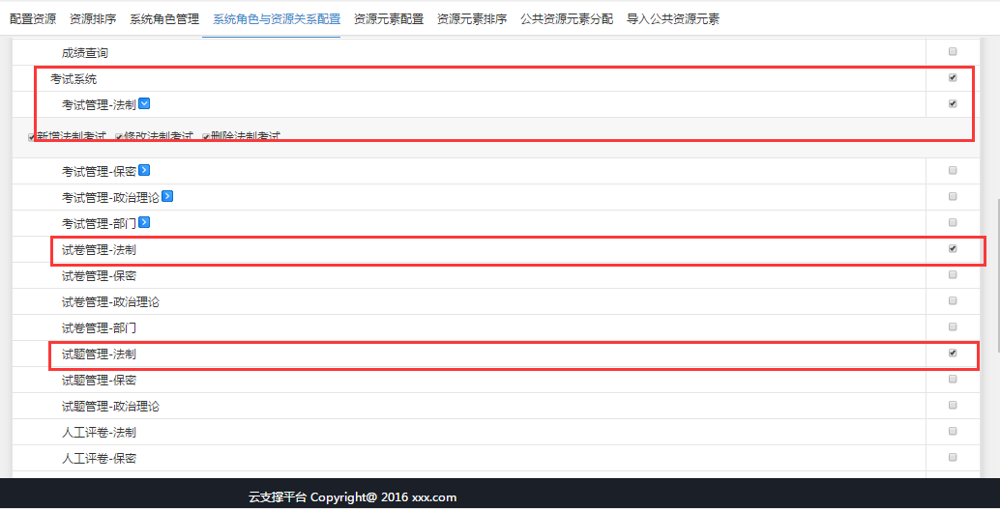 配置资源 资源排序 系统角色管理 系统角色与资源关系配置 资源元素配置 资源元素排序 公共资源元素分配 导入公共资源元素
成绩查询
考试系统
考试管理-法制
新增法制考试 修改法制考试 删除法制考试
考试管理-保密
考试管理-政治理论
考试管理-部门
试卷管理-法制
试卷管理-保密
试卷管理-政治理论
试卷管理-部门
试题管理-法制
试题管理-保密
试题管理-政治理论
人工评卷-法制
人工评卷-保密
云支撑平台 Copyright@ 2016 xxx.com